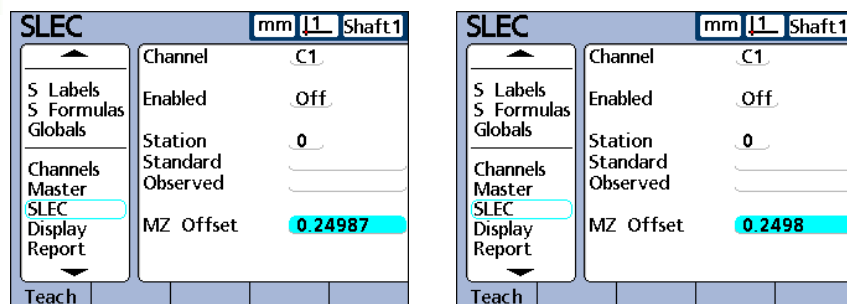 SLEC mm 1 Shaft1
Channel C1
S Labels
S Formulas
Globals
Enabled Off
Station 0
Standard
Observed
Channels
Master
SLEC
Display
Report
MZ Offset 0.24987
Teach
SLEC mm 1 Shaft1
Channel C1
S Labels
S Formulas
Globals
Enabled Off
Station 0
Standard
Observed
Channels
Master
SLEC
Display
Report
MZ Offset 0.2498
Teach